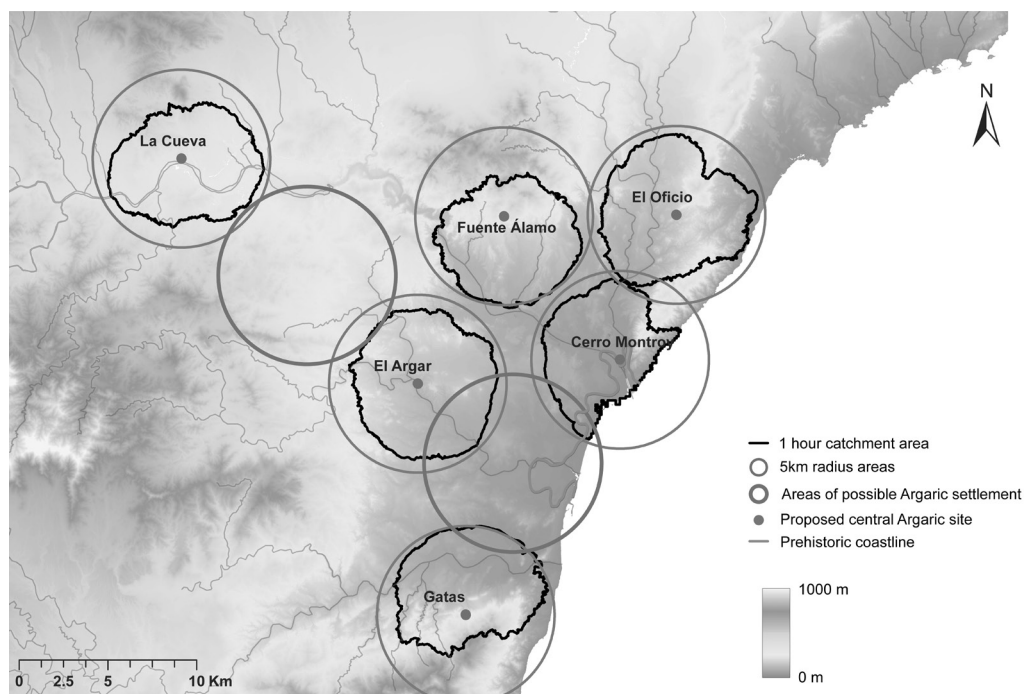 N
La Cueva
El Oficio
Fuente Álamo
Cerro Montroy
El Argar
Gatas
1 hour catchment area
5km radius areas
Areas of possible Argaric settlement
Proposed central Argaric site
Prehistoric coastline
1000 m
0 m
0 2.5 5 10 Km